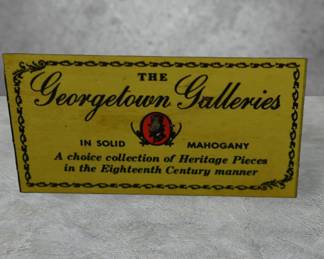 THE
Georgetown Galleries
IN SOLID MAHOGANY
A choice collection of Heritage Pieces
in the Eighteenth Century manner